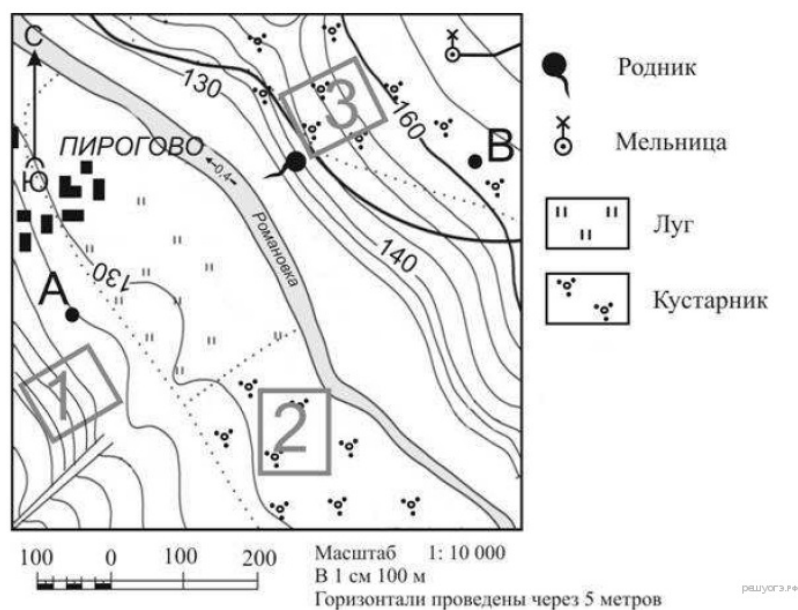 С
130
3
160
Родник
ПИРОГОВО
0,4
В
Мельница
Ю
Романовка
Луг
А
130
140
Кустарник
1
2
100 0 100 200
Масштаб 1: 10 000
В 1 см 100 м
Горизонтали проведены через 5 метров
решуогэ.рф